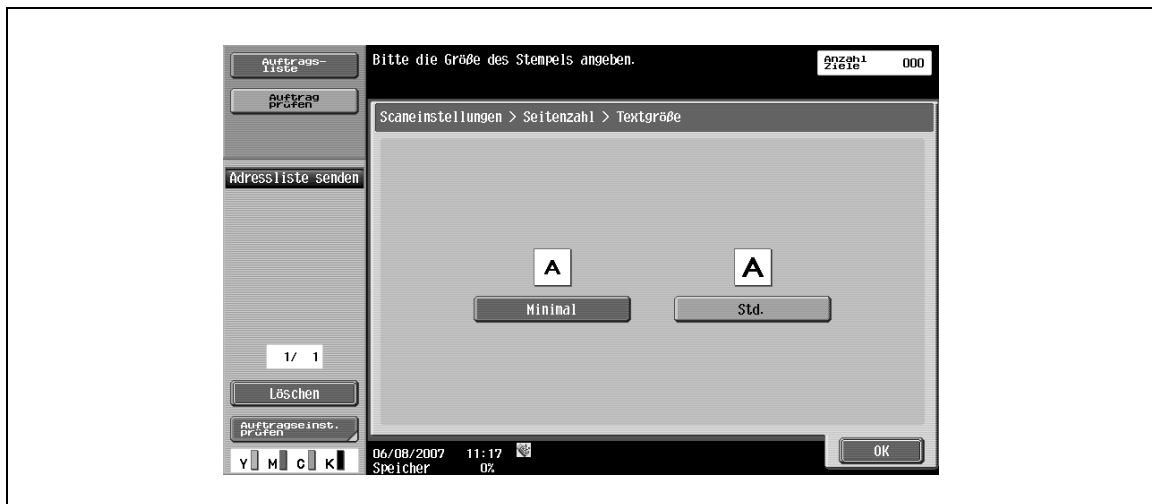 Auftrags-
liste
Auftrag
prüfen
Adressliste senden
1/ 1
Löschen
Auftragseinst.
prüfen
Y M C K
Bitte die Größe des Stempels angeben.
Anzahl
Ziele 000
Scaneinstellungen > Seitenzahl > Textgröße
A A
Minimal Std.
OK
06/08/2007 11:17
Speicher 0%